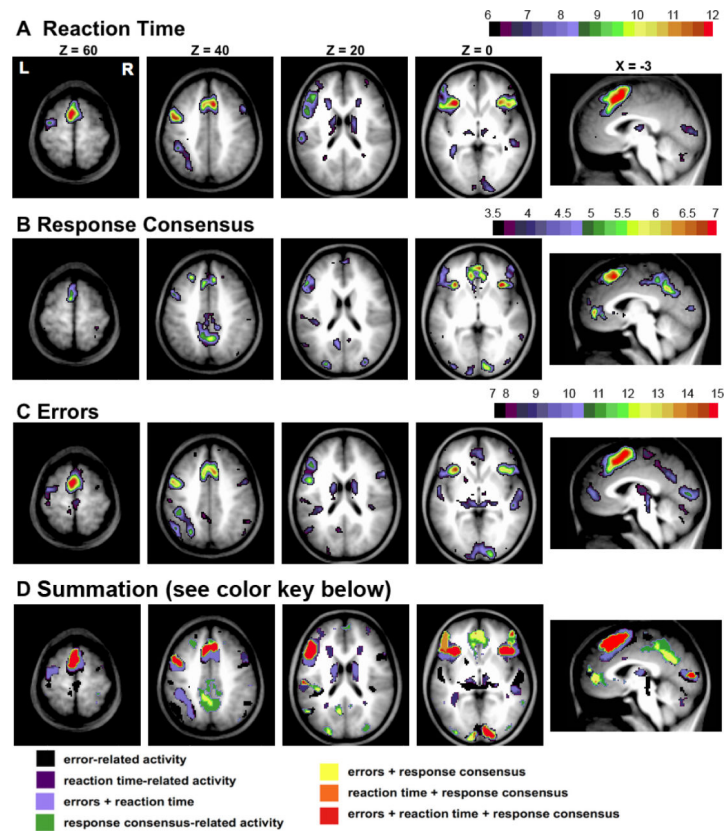 A Reaction Time
6 7 8 9 10 11 12
Z = 60 Z = 40 Z = 20 Z = 0 X = -3
L R
B Response Consensus
3.5 4 4.5 5 5.5 6 6.5 7
C Errors
7 8 9 10 11 12 13 14 15
D Summation (see color key below)
error-related activity
reaction time-related activity
errors + reaction time
response consensus-related activity
errors + response consensus
reaction time + response consensus
errors + reaction time + response consensus